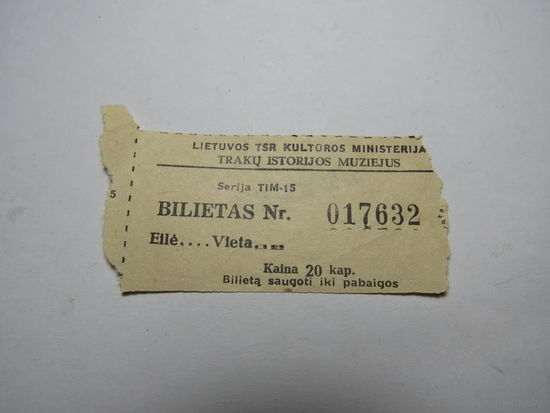 LIETUVOS TSR KULTŪROS MINISTERIJA
TRAKŲ ISTORIJOS MUZIEJUS
Serija TIM-15
5
BILIETAS Nr. 017632
Eilė.... Vieta....
Kaina 20 kap.
Bilietą saugoti iki pabaigos